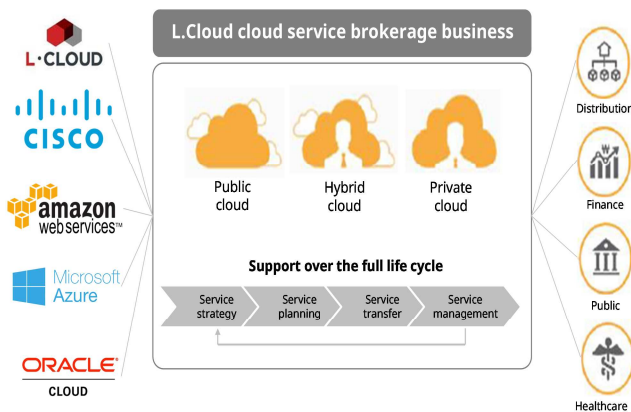 L.Cloud cloud service brokerage business
L·CLOUD
CISCO
amazon
web services™
Microsoft
Azure
ORACLE®
CLOUD
Public
cloud
Hybrid
cloud
Private
cloud
Support over the full life cycle
Service
strategy
Service
planning
Service
transfer
Service
management
Distribution
₩
Finance
Public
Healthcare